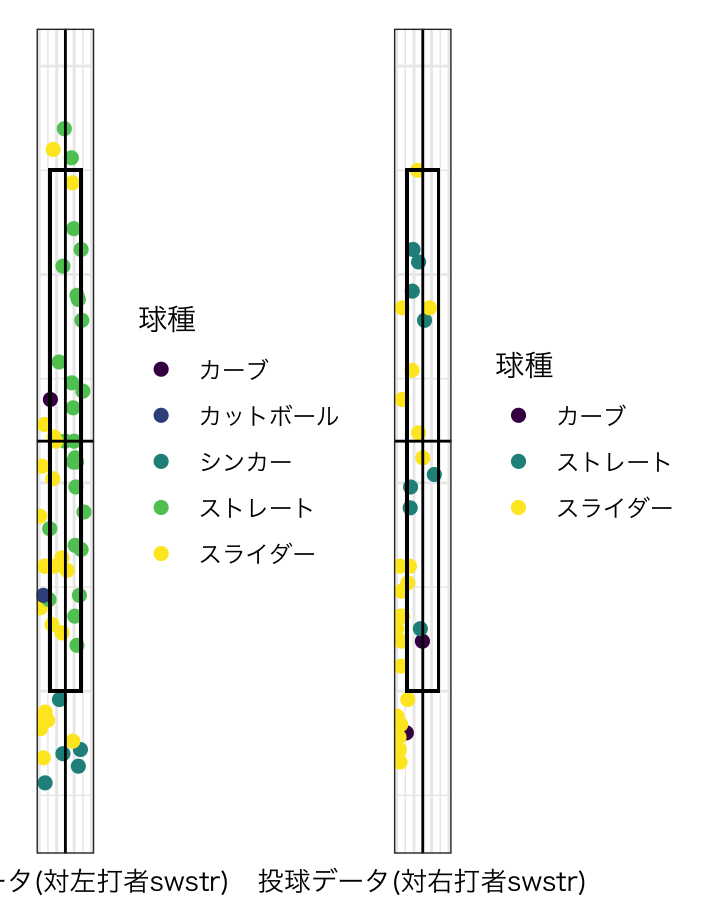 球種
カーブ
カットボール
シンカー
ストレート
スライダー
球種
カーブ
ストレート
スライダー
ータ(対左打者swstr)
投球データ(対右打者swstr)